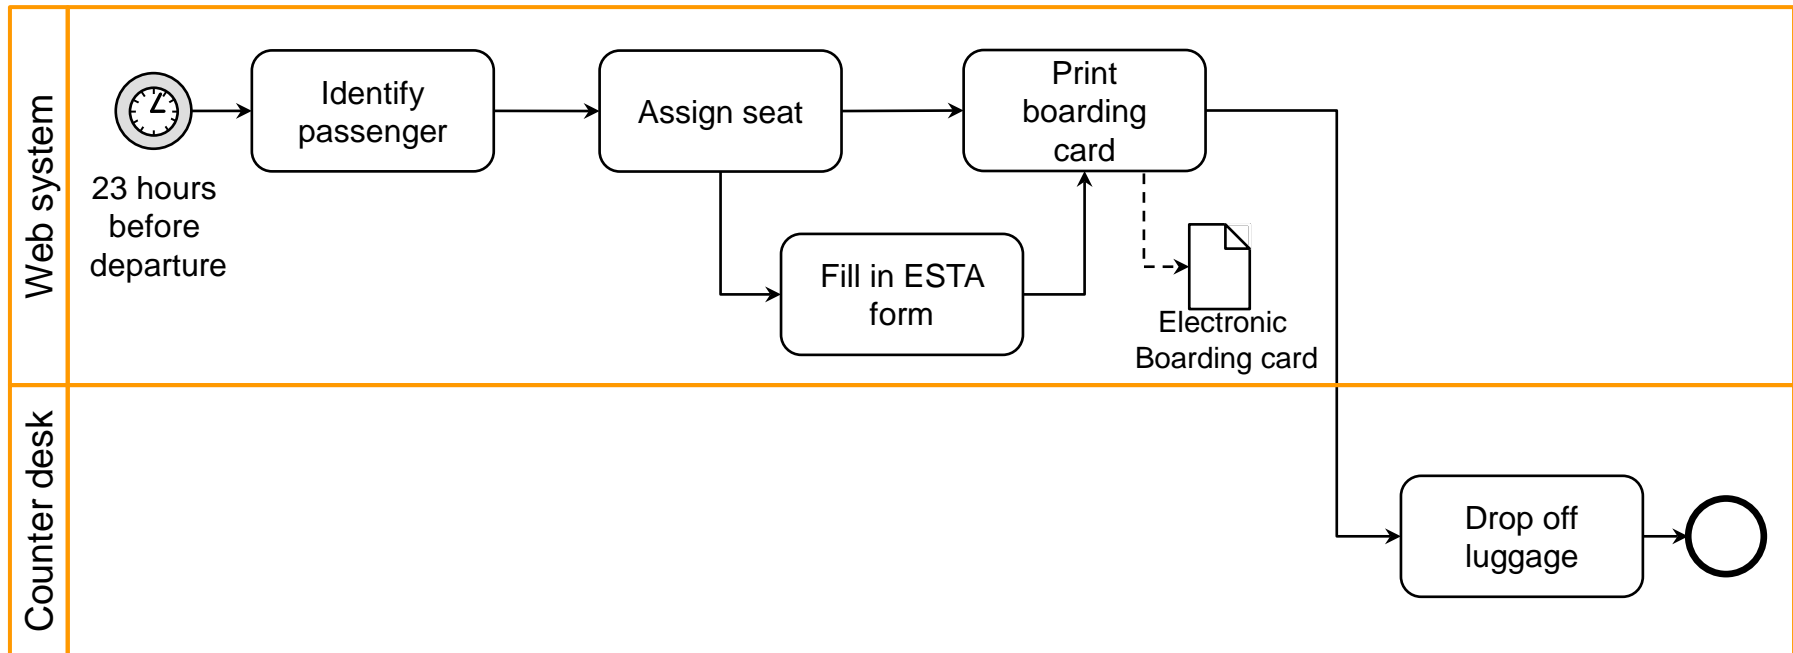 Web system
23 hours
before
departure
Identify
passenger
Assign seat
Print
boarding
card
Fill in ESTA
form
Electronic
Boarding card
Counter desk
Drop off
luggage